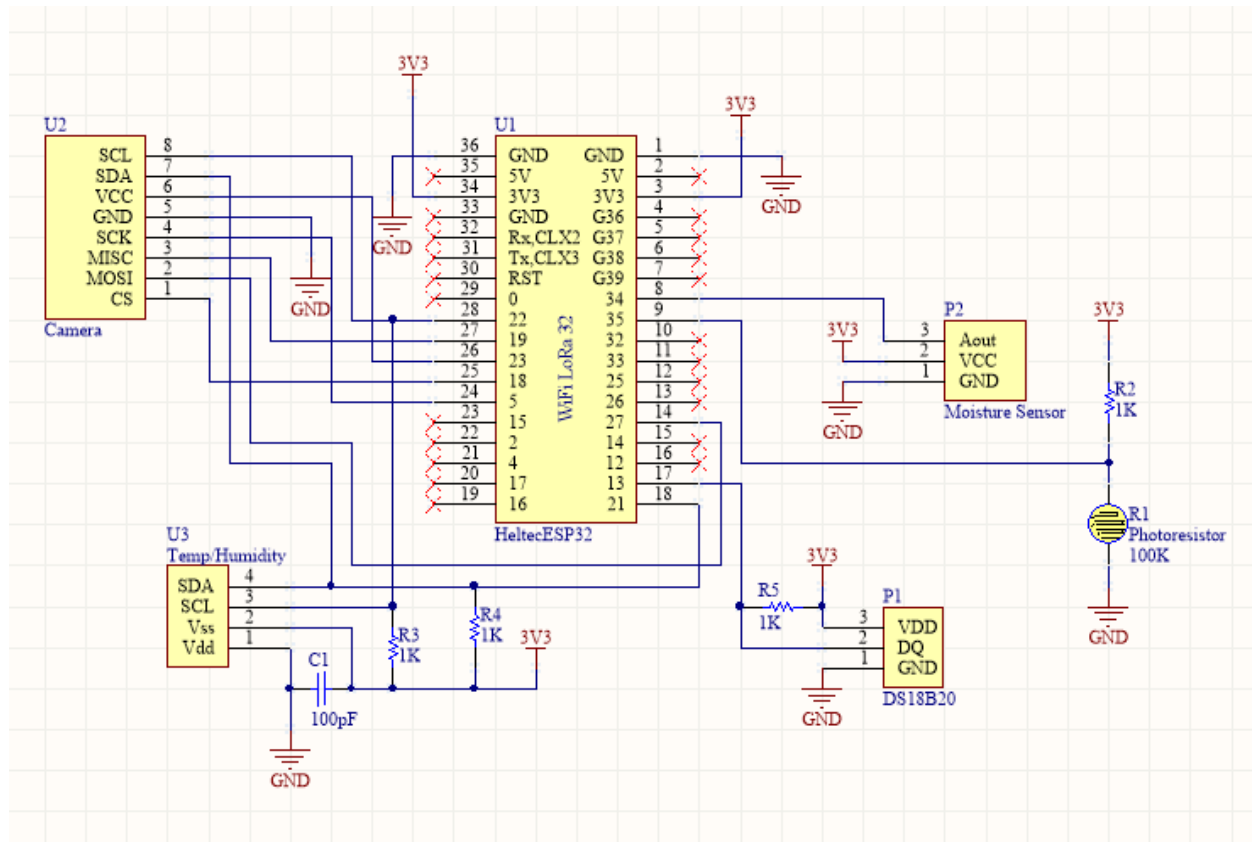 3V3
3V3
U2
U1
SCL 8
SDA 7
VCC 6
GND 5
SCK 4
MISC 3
MOSI 2
CS 1
Camera
GND
36 GND
35 5V
34 3V3
33 GND
32 Rx,CLX2
31 Tx,CLX3
30 RST
29 0
28 22
27 19
26 23
25 18
24 5
23 15
22 2
21 4
20 17
19 16
WiFi LoRa 32
GND 1
5V 2
3V3 3
G36 4
G37 5
G38 6
G39 7
34 8
35 9
32 10
33 11
25 12
26 13
27 14
14 15
12 16
13 17
21 18
HeltecESP32
GND
GND
P2
3V3
3V3
3 Aout
2 VCC
1 GND
Moisture Sensor
GND
R2
1K
R1
Photoresistor
100K
GND
U3
Temp/Humidity
SDA 4
SCL 3
Vss 2
Vdd 1
R3
1K
R4
1K
3V3
C1
100pF
GND
3V3
R5
1K
P1
3 VDD
2 DQ
1 GND
DS18B20
GND